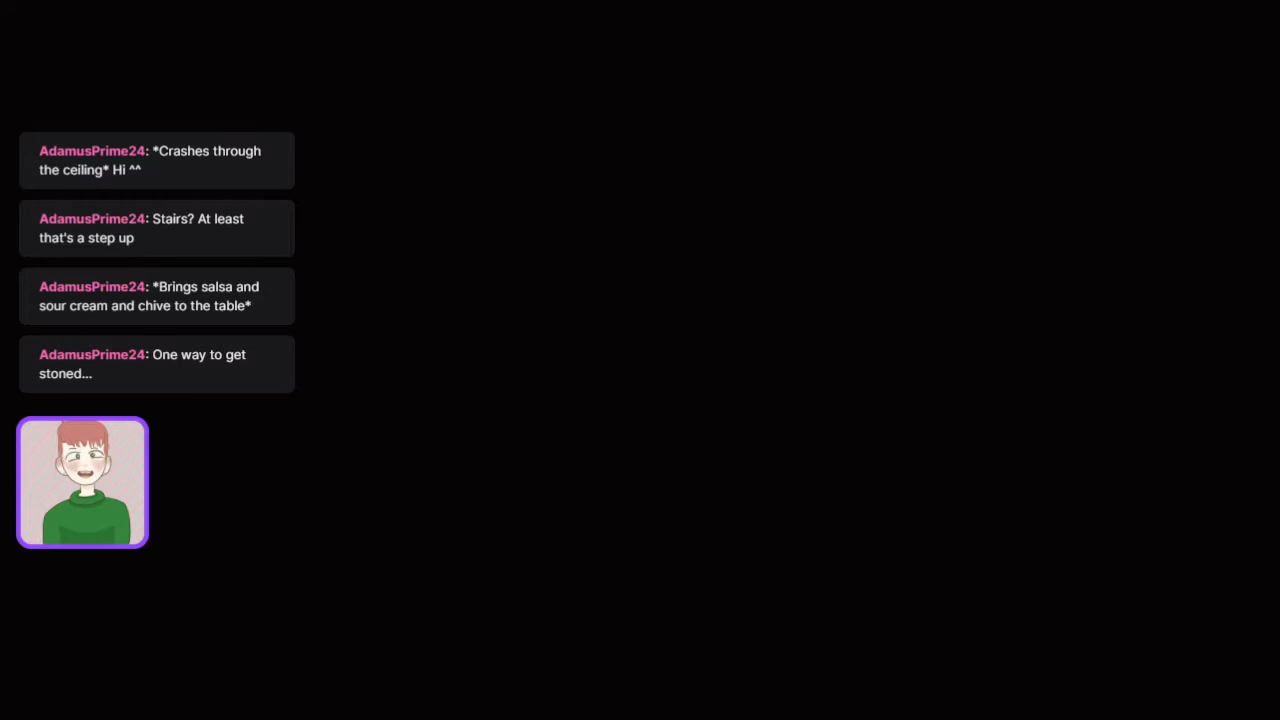 AdamusPrime24: *Crashes through
the ceiling* Hi ^^
AdamusPrime24: Stairs? At least
that's a step up
AdamusPrime24: *Brings salsa and
sour cream and chive to the table*
AdamusPrime24: One way to get
stoned...